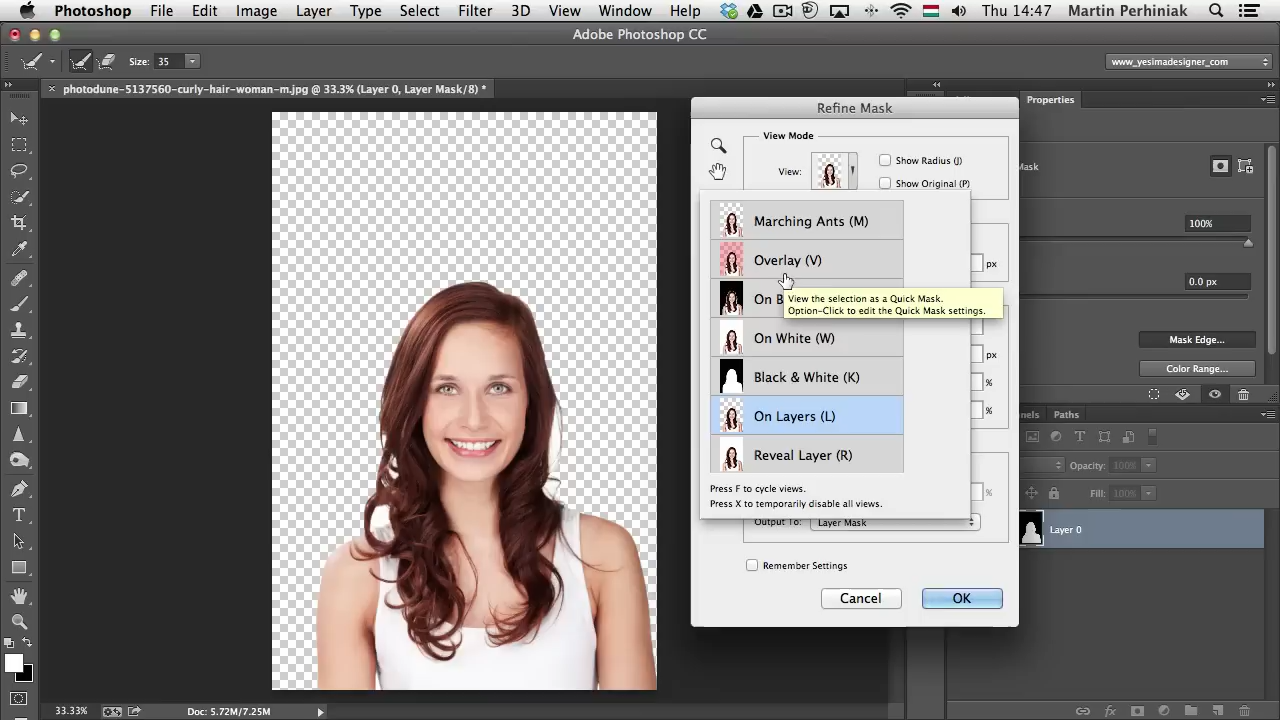 Photoshop File Edit Image Layer Type Select Filter 3D View Window Help Thu 14:47 Martin Perhiniak
Adobe Photoshop CC
Size: 35 www_yesimadesigner_com
photodune-5137560-curly-hair-woman-m.jpg @ 33.3% (Layer 0, Layer Mask/8) *
Refine Mask
Properties
View Mode
View:
Show Radius (J)
Show Original (P)
Mask
Marching Ants (M)
100%
Overlay (V)
px
0.0 px
View the selection as a Quick Mask.
Option-Click to edit the Quick Mask settings.
On B
On White (W)
Mask Edge...
px
Black & White (K)
Color Range...
%
On Layers (L)
%
nels Paths
Reveal Layer (R)
Opacity: 100%
Press F to cycle views.
Press X to temporarily disable all views.
%
Fill: 100%
Output To: Layer Mask
Layer 0
Remember Settings
Cancel OK
33.33% Doc: 5.72M/7.25M